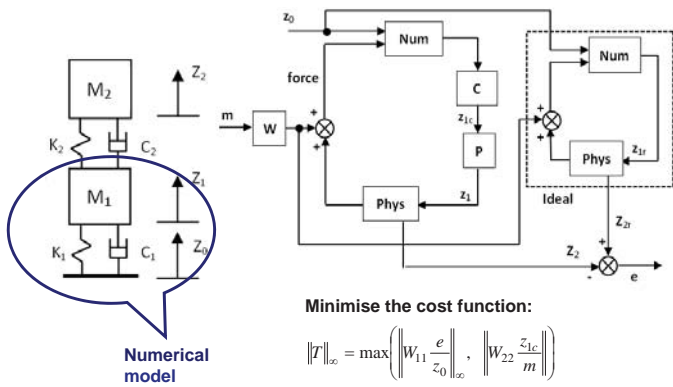 Z₂
M₂
K₂
C₂
M₁
Z₁
K₁
C₁
Z₀
Numerical
model
z₀
Num
force
C
z₁c
m
W
+
+
P
Phys
z₁
Z₂
Num
+
+
z₁r
Phys
Ideal
Z₂r
+
-
e
Minimise the cost function:
‖T‖∞ = max(‖W₁₁ e/z₀‖∞, ‖W₂₂ z₁c/m‖)